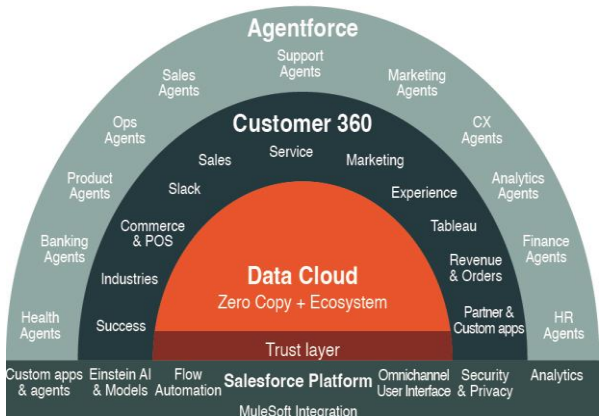 Agentforce
Support
Agents
Sales
Agents
Marketing
Agents
Ops
Agents
CX
Agents
Product
Agents
Analytics
Agents
Banking
Agents
Finance
Agents
Health
Agents
HR
Agents
Customer 360
Service
Sales
Marketing
Slack
Experience
Commerce
& POS
Tableau
Industries
Revenue
& Orders
Success
Partner &
Custom apps
Data Cloud
Zero Copy + Ecosystem
Trust layer
Custom apps
& agents
Einstein AI
& Models
Flow
Automation
Salesforce Platform
Omnichannel
User Interface
Security
& Privacy
Analytics
MuleSoft Integration